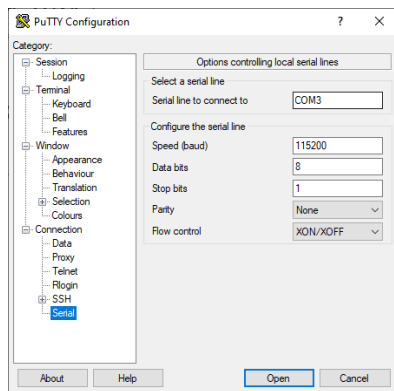 PuTTY Configuration
?
Category:
Session
Logging
Terminal
Keyboard
Bell
Features
Window
Appearance
Behaviour
Translation
Selection
Colours
Connection
Data
Proxy
Telnet
Rlogin
SSH
Serial
Options controlling local serial lines
Select a serial line
Serial line to connect to COM3
Configure the serial line
Speed (baud) 115200
Data bits 8
Stop bits 1
Parity None
Flow control XON/XOFF
About Help Open Cancel